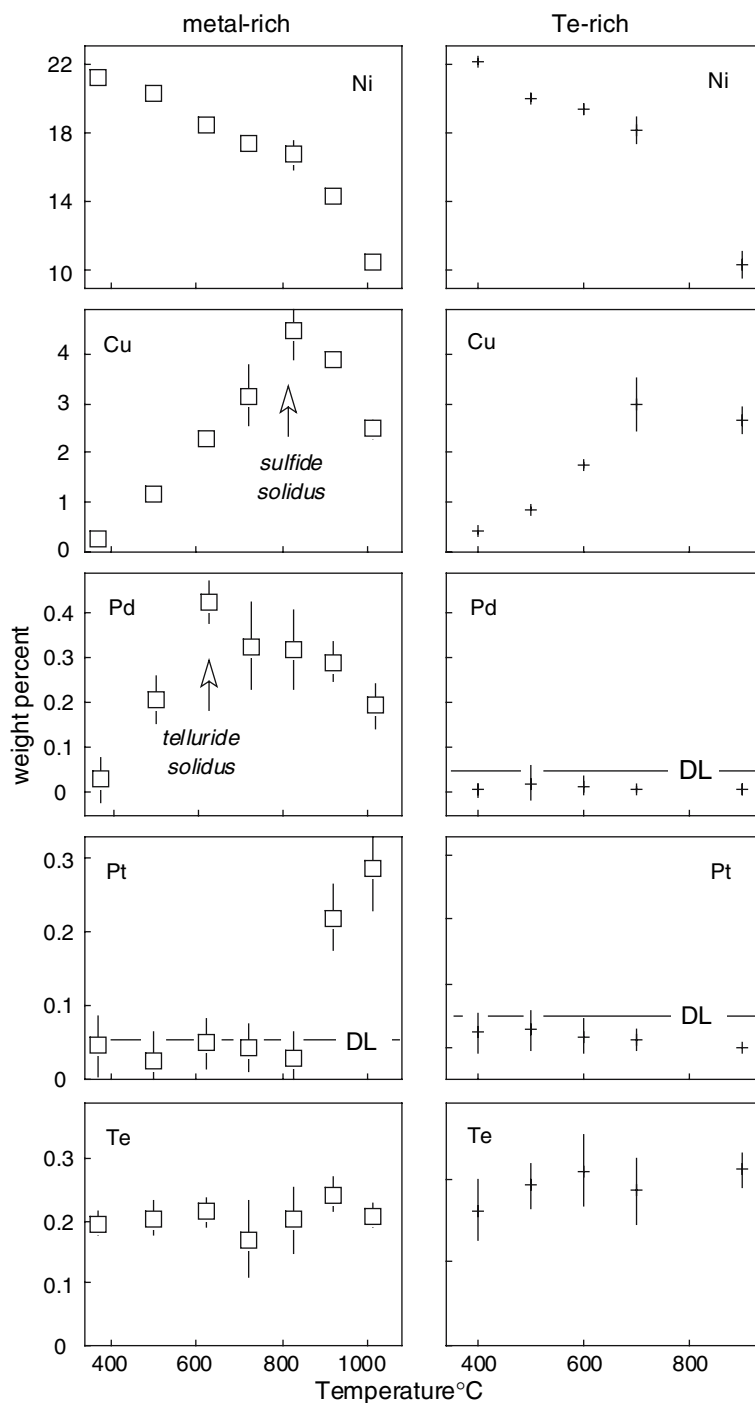 metal-rich
Te-rich
22
18
14
10
Ni
Ni
4
3
2
1
0
Cu
sulfide
solidus
Cu
weight percent
0.4
0.3
0.2
0.1
0
Pd
telluride
solidus
Pd
DL
0.3
0.2
0.1
0
Pt
DL
Pt
DL
0.3
0.2
0.1
0
Te
Te
400 600 800 1000
400 600 800
Temperature°C